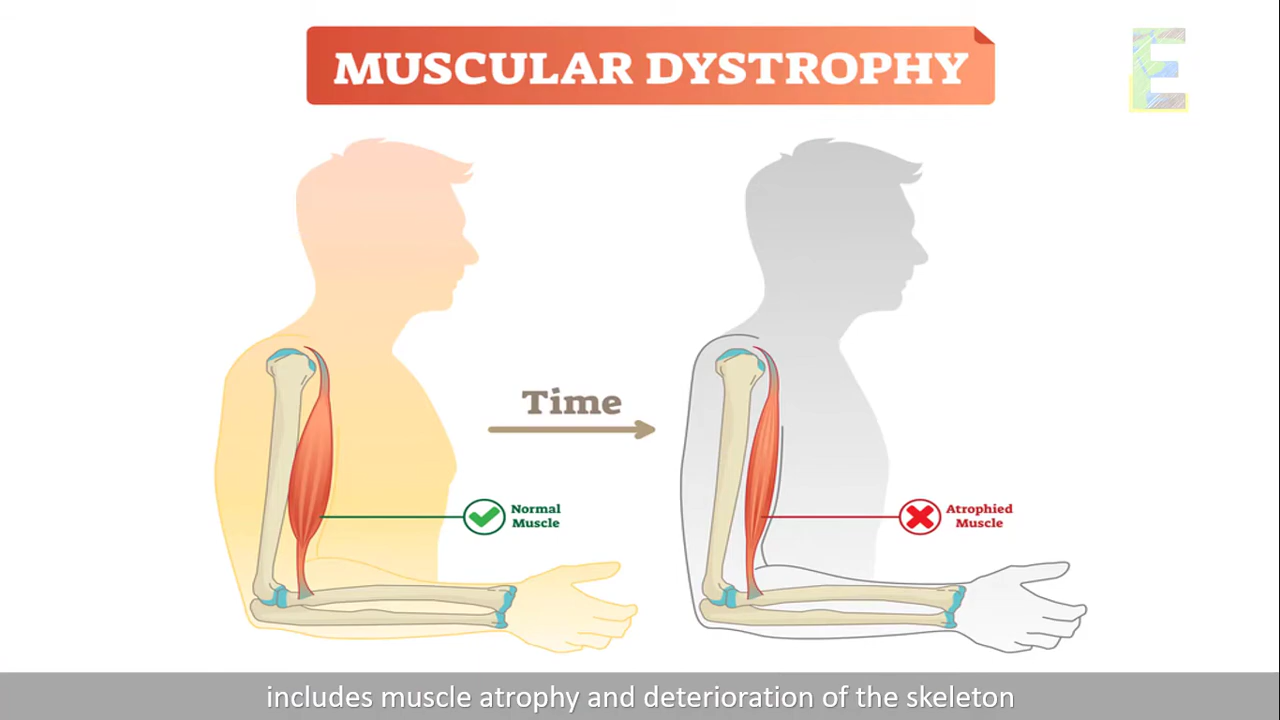 MUSCULAR DYSTROPHY
E
Time
Normal
Muscle
Atrophied
Muscle
includes muscle atrophy and deterioration of the skeleton